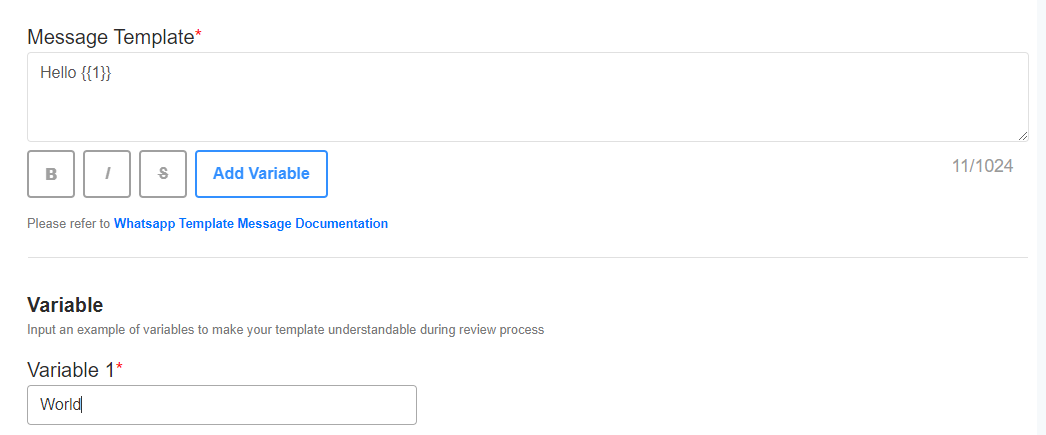 Message Template*
Hello {{1}}
B I S Add Variable 11/1024
Please refer to Whatsapp Template Message Documentation
Variable
Input an example of variables to make your template understandable during review process
Variable 1*
World